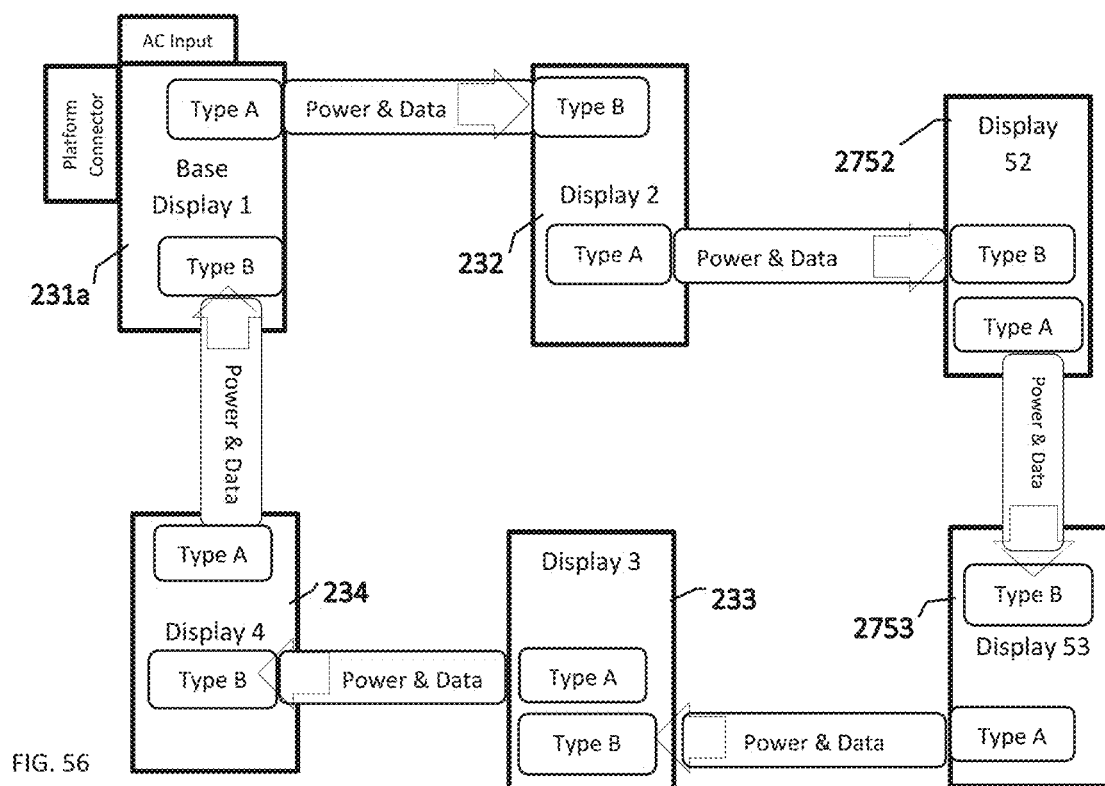 AC Input
Platform
Connector
Type A
Power & Data
Type B
Base
Display 1
Type B
231a
Display 2
232
Type A
Power & Data
2752
Display
52
Type B
Type A
Power & Data
Power & Data
Type A
234
Display 4
Type B
Power & Data
Display 3
233
Type A
Type B
Power & Data
2753
Type B
Display 53
Type A
FIG. 56